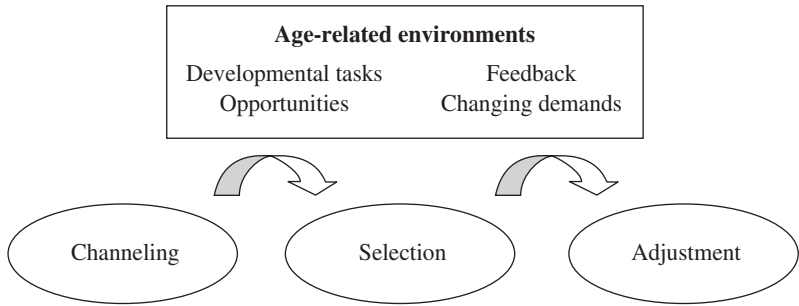 Age-related environments
Developmental tasks Feedback
Opportunities Changing demands
Channeling Selection Adjustment